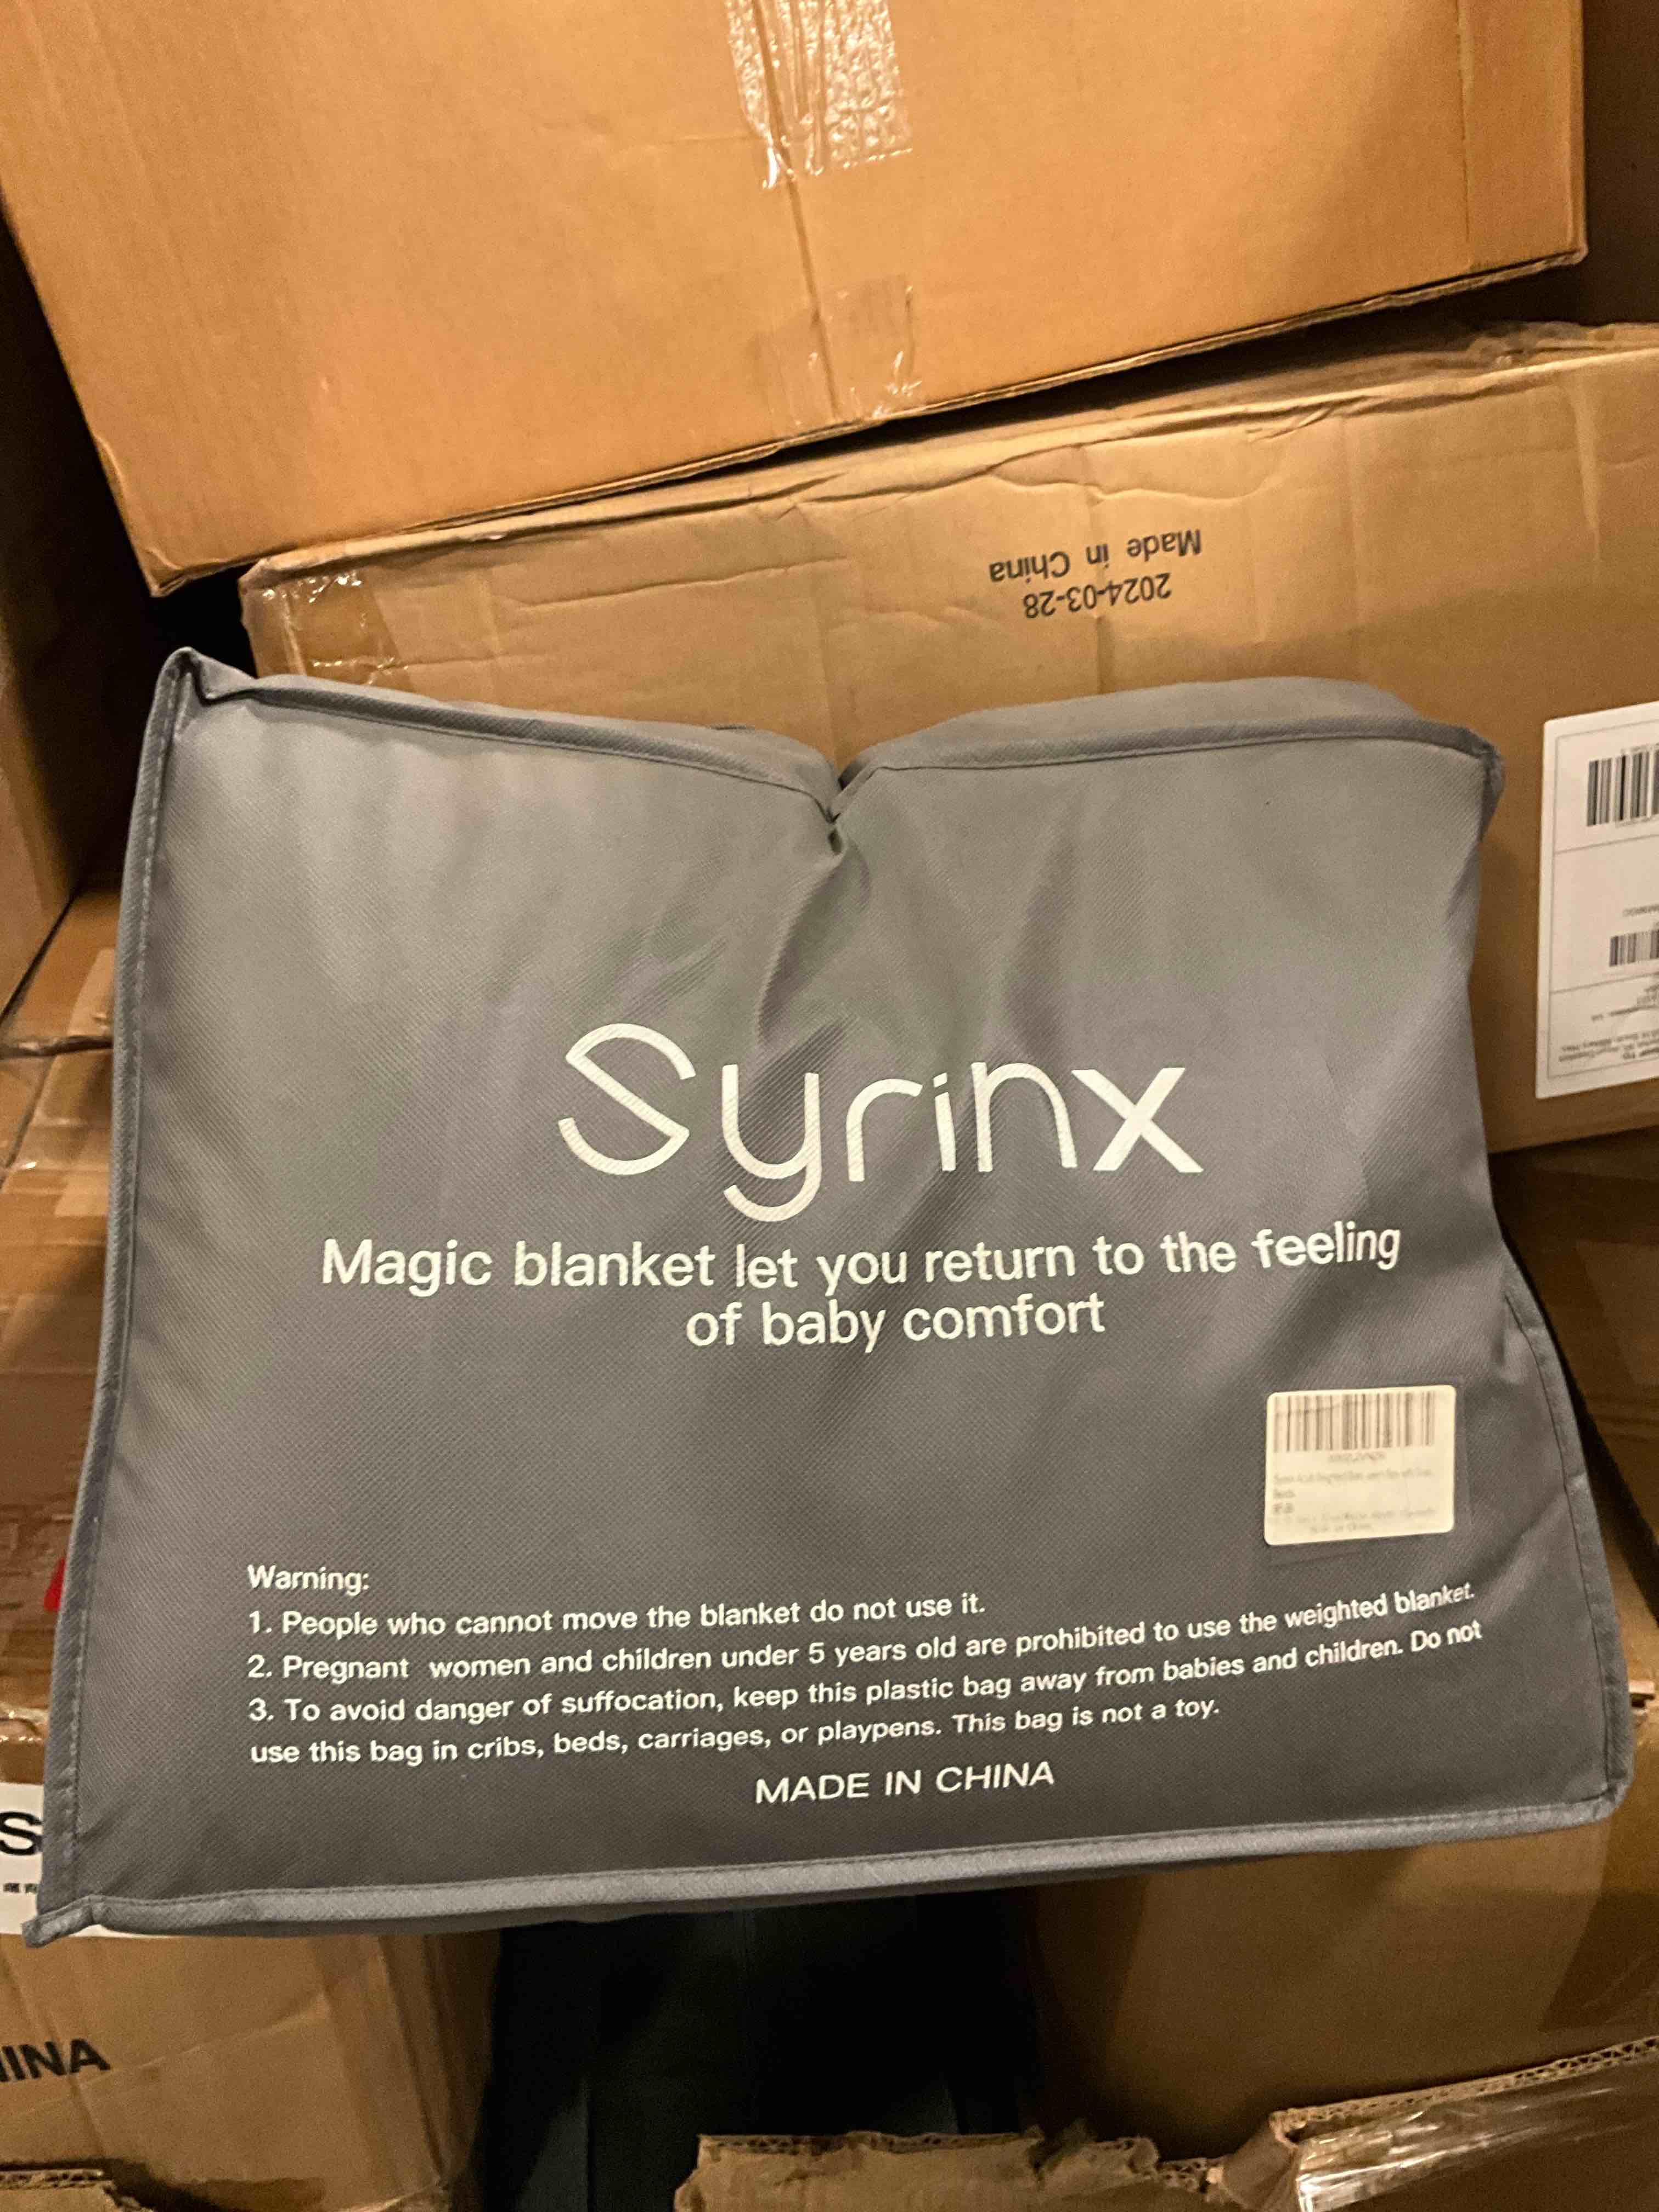 Made in China
2024-03-28
Syrinx
Magic blanket let you return to the feeling
of baby comfort
Warning:
1. People who cannot move the blanket do not use it.
2. Pregnant women and children under 5 years old are prohibited to use the weighted blanket.
3. To avoid danger of suffocation, keep this plastic bag away from babies and children. Do not
use this bag in cribs, beds, carriages, or playpens. This bag is not a toy.
MADE IN CHINA
S
INA